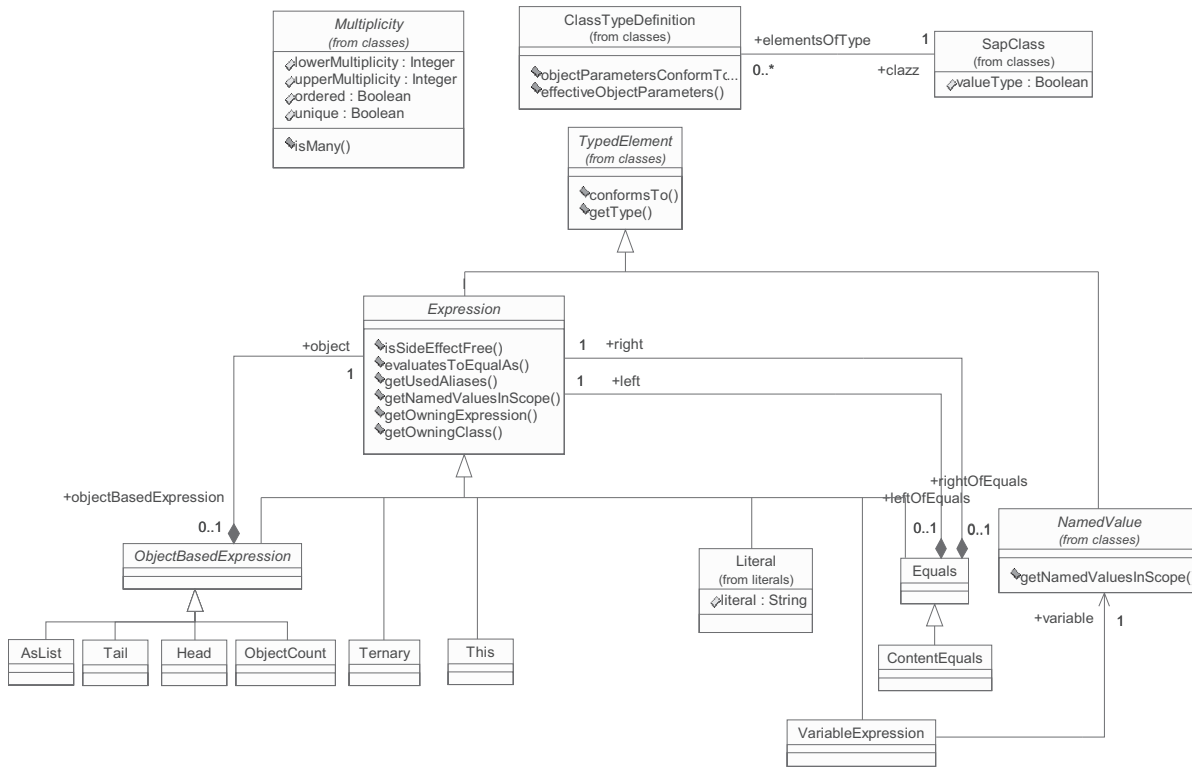 Multiplicity
(from classes)
lowerMultiplicity : Integer
upperMultiplicity : Integer
ordered : Boolean
unique : Boolean
isMany()
ClassTypeDefinition
(from classes)
objectParametersConformTo...
effectiveObjectParameters()
+elementsOfType
0..*
1
+clazz
SapClass
(from classes)
valueType : Boolean
TypedElement
(from classes)
conformsTo()
getType()
Expression
isSideEffectFree()
evaluatesToEqualAs()
getUsedAliases()
getNamedValuesInScope()
getOwningExpression()
getOwningClass()
+object
1
1 +right
1 +left
+objectBasedExpression
0..1
+rightOfEquals
+leftOfEquals
0..1
0..1
ObjectBasedExpression
Literal
(from literals)
literal : String
Equals
NamedValue
(from classes)
getNamedValuesInScope(
+variable
1
AsList
Tail
Head
ObjectCount
Ternary
This
ContentEquals
VariableExpression